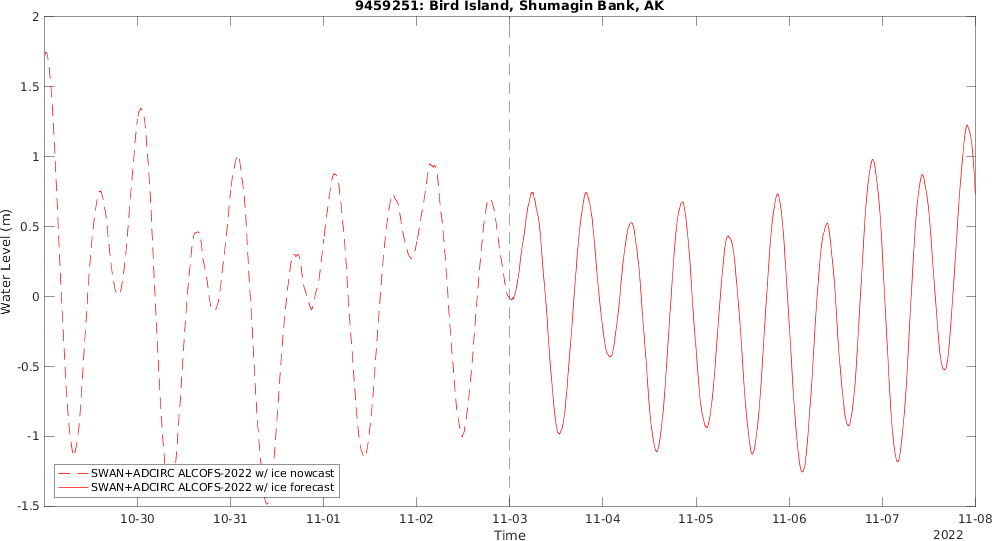 9459251: Bird Island, Shumagin Bank, AK
2
1.5
1
0.5
0
-0.5
-1
-1.5
Water Level (m)
SWAN+ADCIRC ALCOFS-2022 w/ ice nowcast
SWAN+ADCIRC ALCOFS-2022 w/ ice forecast
10-30 10-31 11-01 11-02 11-03 11-04 11-05 11-06 11-07 11-08
Time
2022